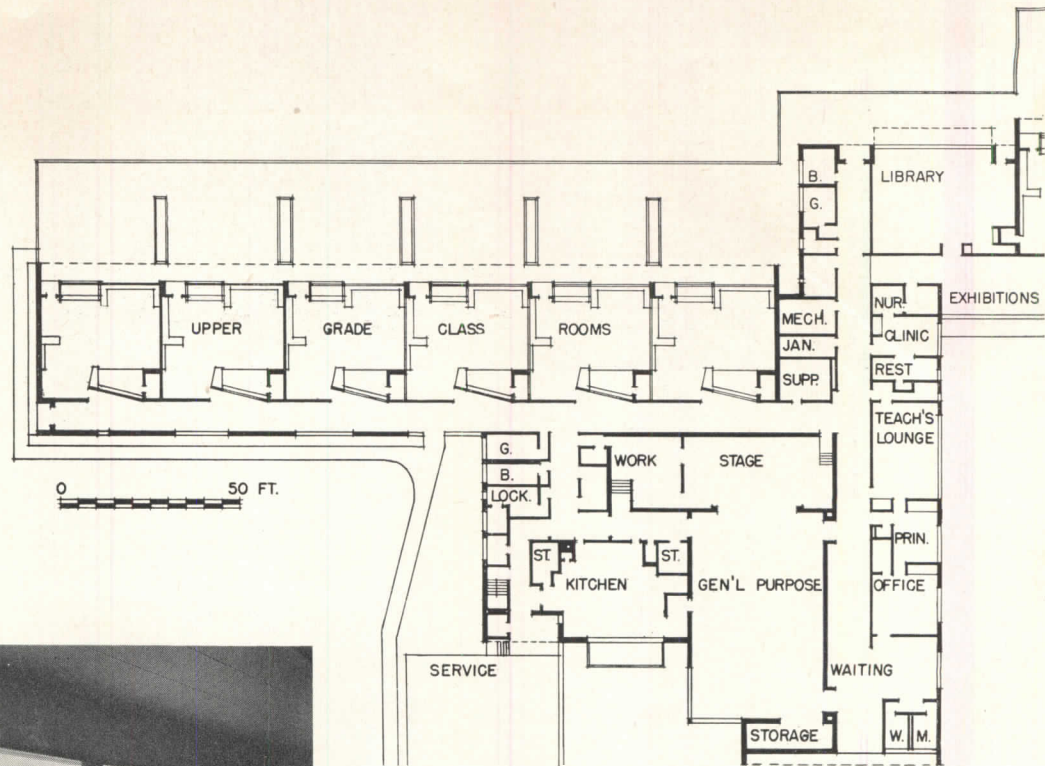 B.
LIBRARY
G.
NUR.
EXHIBITIONS
UPPER GRADE CLASS ROOMS
MECH.
CLINIC
JAN.
REST
SUPP.
TEACH'S
LOUNGE
G.
WORK
STAGE
B.
LOCK.
0 50 FT.
PRIN.
ST.
ST.
KITCHEN
GEN'L PURPOSE
OFFICE
SERVICE
WAITING
STORAGE
W.
M.